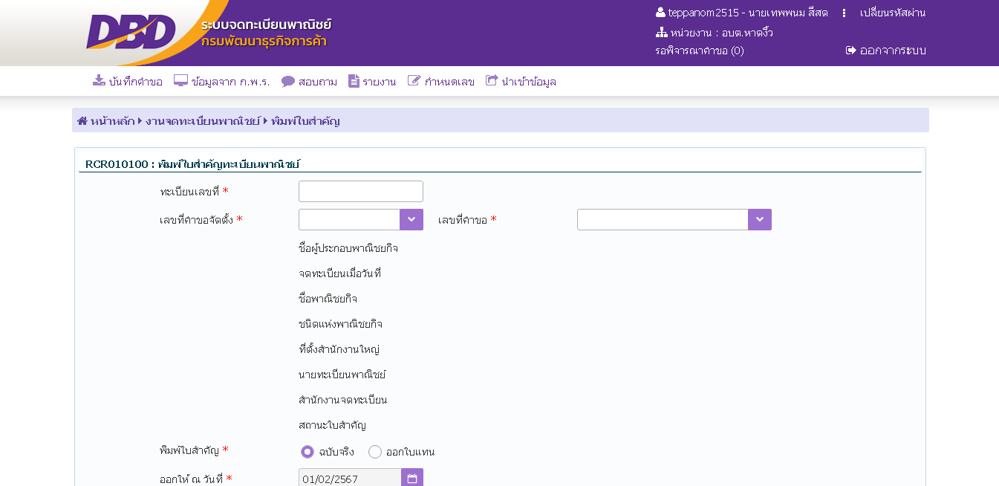 DBD ระบบจดทะเบียนพาณิชย์
กรมพัฒนาธุรกิจการค้า
teppanom2515 - นายเทพพนม สีสด เปลี่ยนรหัสผ่าน
หน่วยงาน : อบต.หาดงิ้ว
รอพิจารณาคำขอ (0) ออกจากระบบ
บันทึกคำขอ ข้อมูลจาก ก.พ.ร. สอบถาม รายงาน กำหนดเลข นำเข้าข้อมูล
หน้าหลัก งานจดทะเบียนพาณิชย์ พิมพ์ใบสำคัญ
RCR010100 : พิมพ์ใบสำคัญทะเบียนพาณิชย์
ทะเบียนเลขที่ *
เลขที่คำขอจัดตั้ง * เลขที่คำขอ *
ชื่อผู้ประกอบพาณิชยกิจ
จดทะเบียนเมื่อวันที่
ชื่อพาณิชยกิจ
ชนิดแห่งพาณิชยกิจ
ที่ตั้งสำนักงานใหญ่
นายทะเบียนพาณิชย์
สำนักงานจดทะเบียน
สถานะใบสำคัญ
พิมพ์ใบสำคัญ * ฉบับจริง ออกใบแทน
ออกให้ ณ วันที่ * 01/02/2567